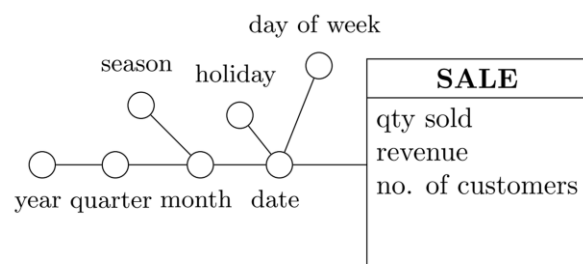 day of week
season
holiday
SALE
qty sold
revenue
no. of customers
year quarter month date